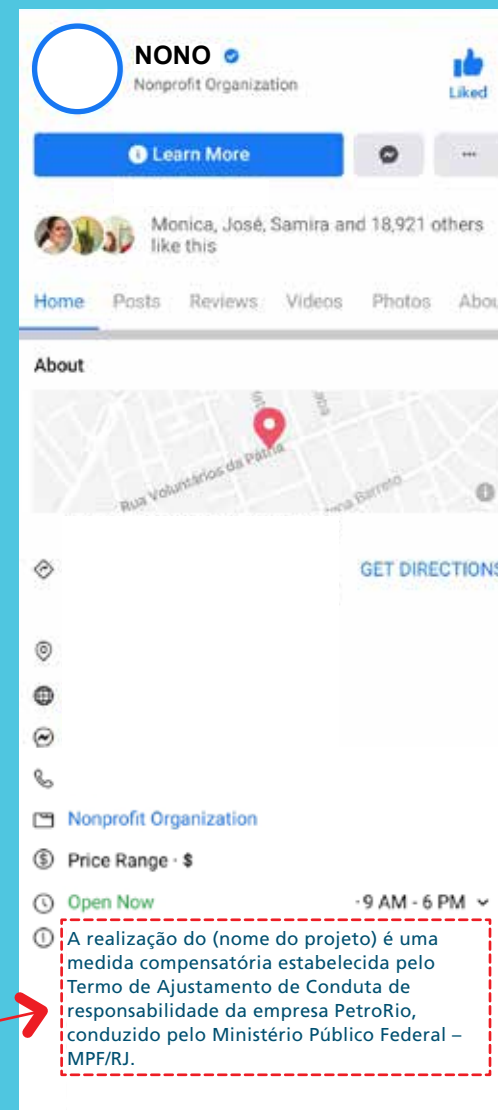 NONO
Nonprofit Organization
Liked
Learn More
Monica, José, Samira and 18,921 others
like this
Home Posts Reviews Videos Photos Abou
About
Rua Voluntários da Pátria
Barreto
GET DIRECTIONS
Nonprofit Organization
Price Range · $
Open Now ·9 AM - 6 PM
A realização do (nome do projeto) é uma
medida compensatória estabelecida pelo
Termo de Ajustamento de Conduta de
responsabilidade da empresa PetroRio,
conduzido pelo Ministério Público Federal –
MPF/RJ.